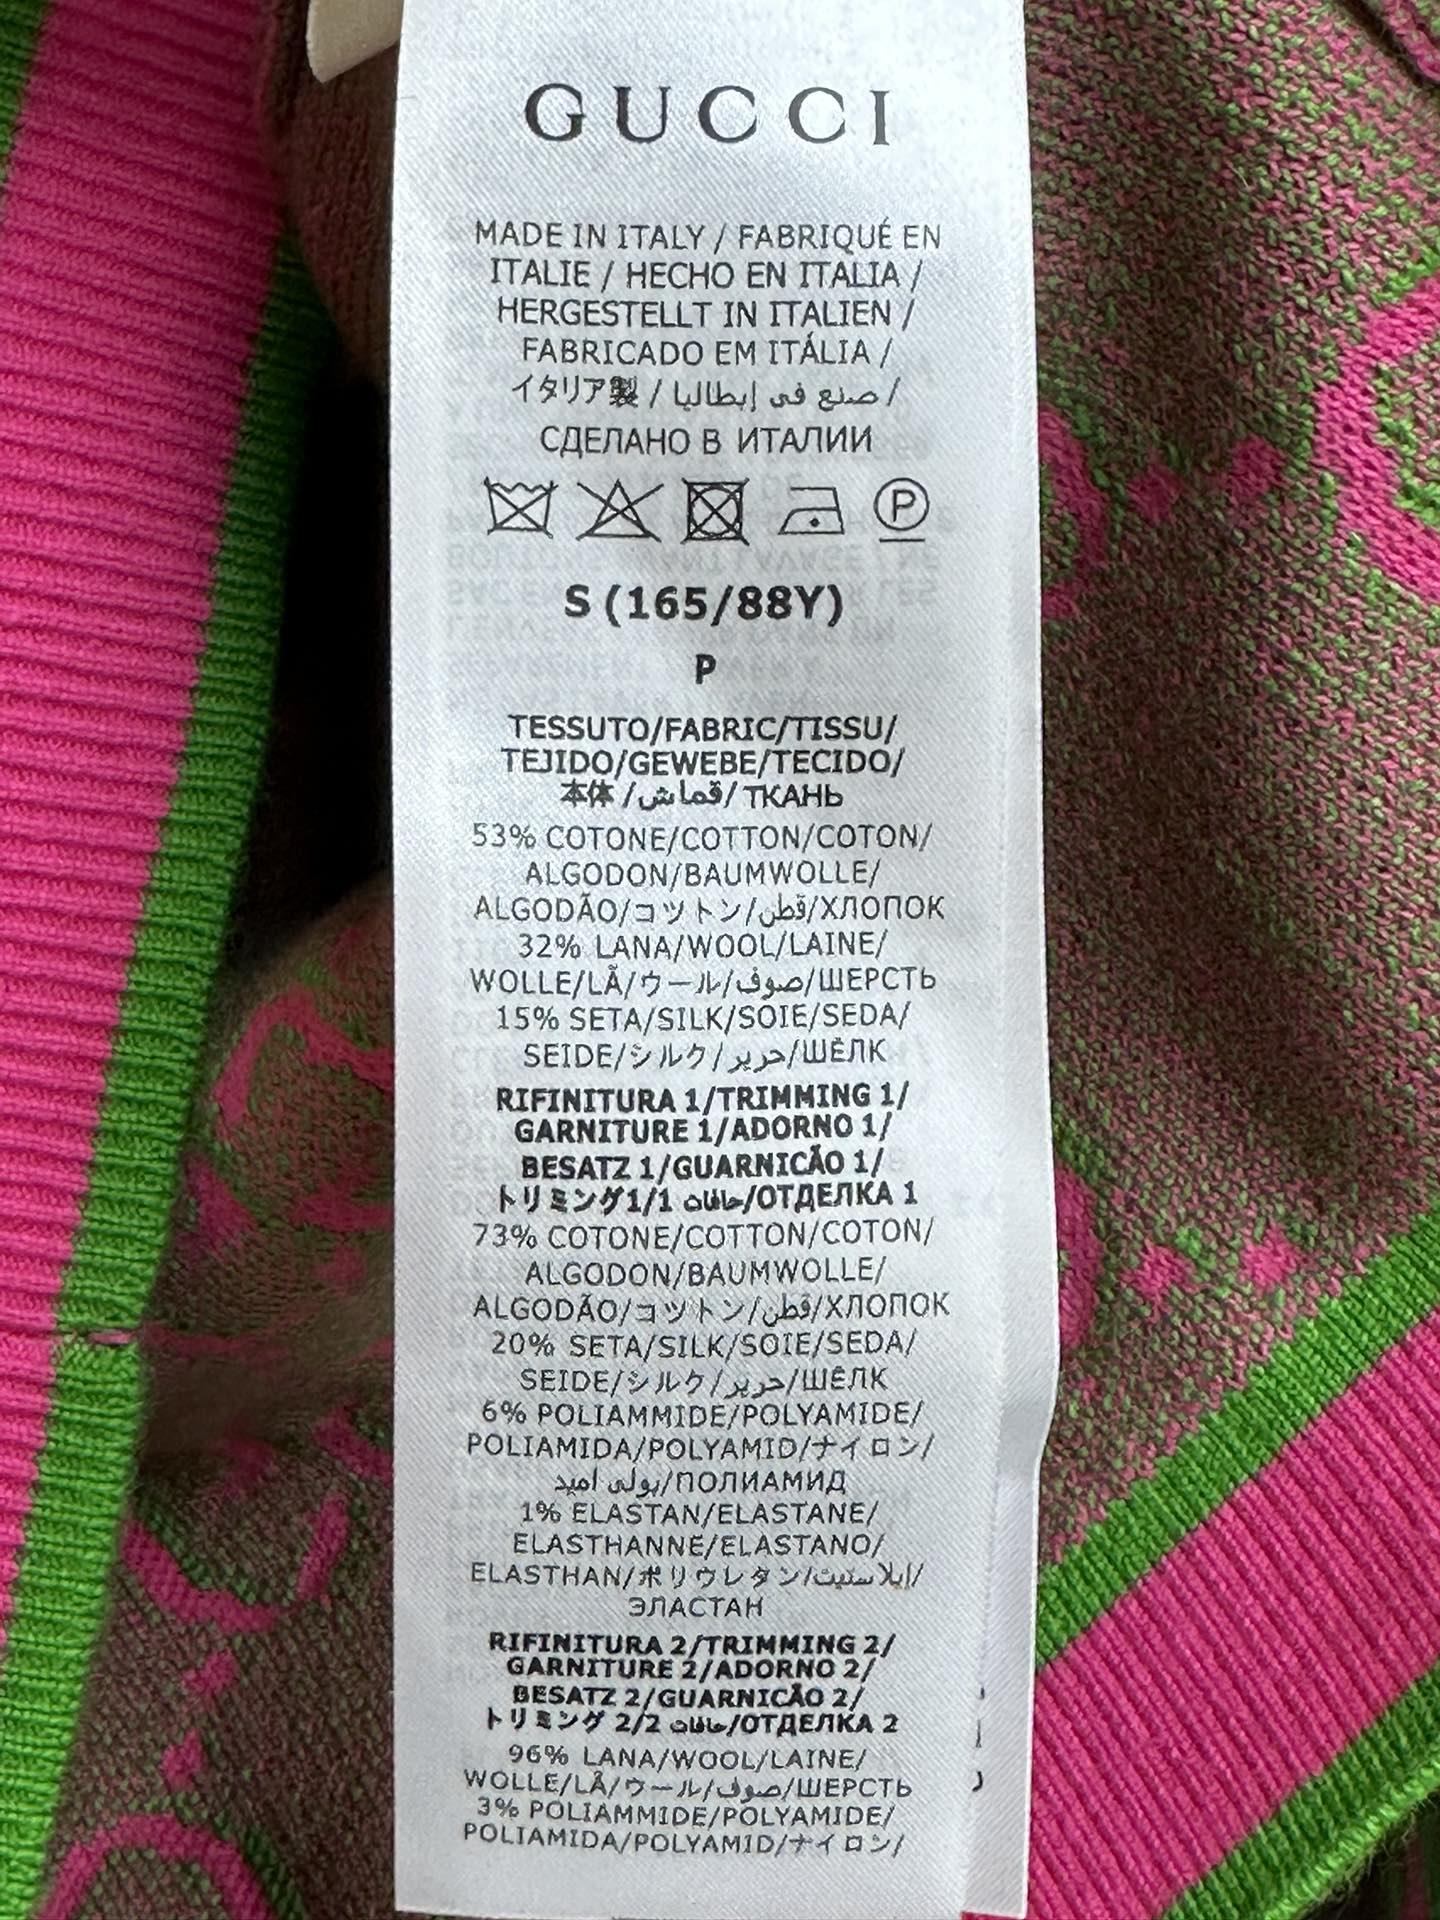 GUCCI
MADE IN ITALY / FABRIQUÉ EN
ITALIE / HECHO EN ITALIA /
HERGESTELLT IN ITALIEN /
FABRICADO EM ITÁLIA /
イタリア製 / صنع في إيطاليا /
СДЕЛАНО В ИТАЛИИ
P
S (165/88Y)
P
TESSUTO/FABRIC/TISSU/
TEJIDO/GEWEBE/TECIDO/
本体 /قماش/ ТКАНЬ
53% COTONE/COTTON/COTON/
ALGODON/BAUMWOLLE/
ALGODÃO/コットン/قطن/ХЛОПОК
32% LANA/WOOL/LAINE/
WOLLE/LÃ/ウール/صوف/ШЕРСТЬ
15% SETA/SILK/SOIE/SEDA/
SEIDE/シルク/حرير/ШЁЛК
RIFINITURA 1/TRIMMING 1/
GARNITURE 1/ADORNO 1/
BESATZ 1/GUARNICÃO 1/
トリミング1/1 حافات/ОТДЕЛКА 1
73% COTONE/COTTON/COTON/
ALGODON/BAUMWOLLE/
ALGODÃO/コットン/قطن/ХЛОПОК
20% SETA/SILK/SOIE/SEDA/
SEIDE/シルク/حرير/ШЁЛК
6% POLIAMMIDE/POLYAMIDE/
POLIAMIDA/POLYAMID/ナイロン/
بولي اميد/ПОЛИАМИД
1% ELASTAN/ELASTANE/
ELASTHANNE/ELASTANO/
ELASTHAN/ポリウレタン/إيلاستيت/
ЭЛАСТАН
RIFINITURA 2/TRIMMING 2/
GARNITURE 2/ADORNO 2/
BESATZ 2/GUARNICÃO 2/
トリミング 2/2 حافات/ОТДЕЛКА 2
96% LANA/WOOL/LAINE/
WOLLE/LÃ/ウール/صوف/ШЕРСТЬ
3% POLIAMMIDE/POLYAMIDE/
POLIAMIDA/POLYAMID/ナイロン/